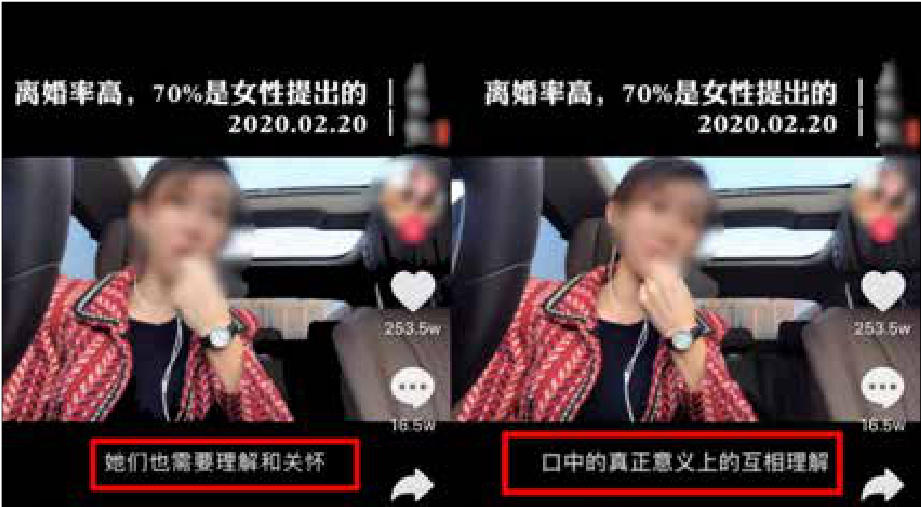 离婚率高，70%是女性提出的
2020.02.20
253.5w
16.5w
她们也需要理解和关怀
离婚率高，70%是女性提出的
2020.02.20
253.5w
16.5w
口中的真正意义上的互相理解